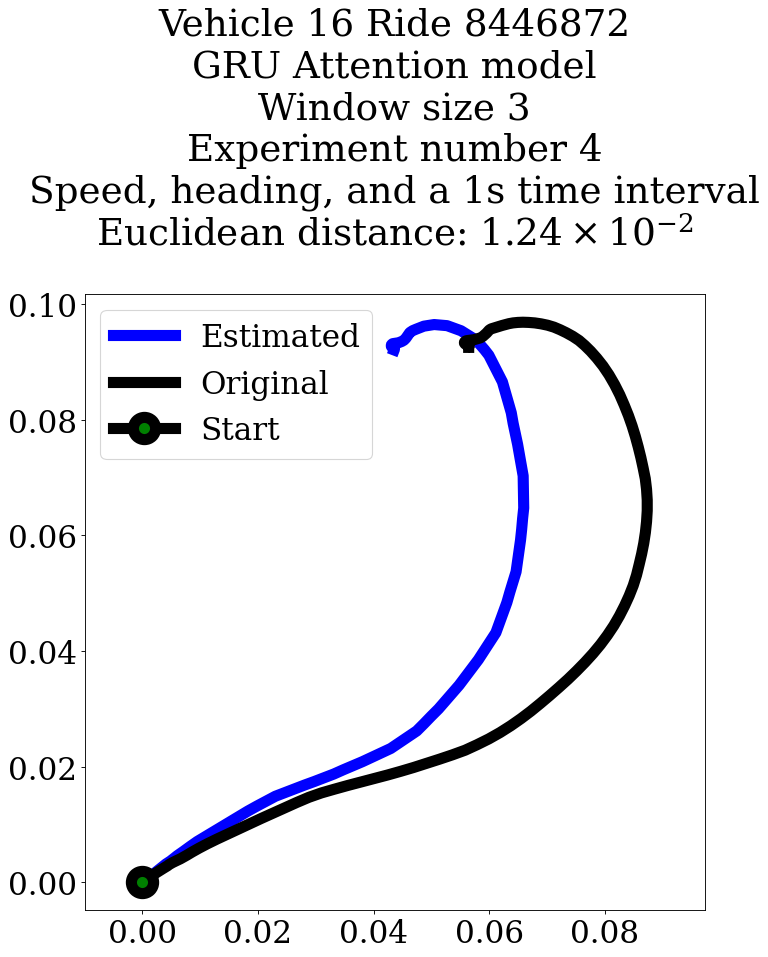 Vehicle 16 Ride 8446872
GRU Attention model
Window size 3
Experiment number 4
Speed, heading, and a 1s time interval
Euclidean distance: 1.24 × 10⁻²
Estimated
Original
Start
0.10
0.08
0.06
0.04
0.02
0.00
0.00 0.02 0.04 0.06 0.08